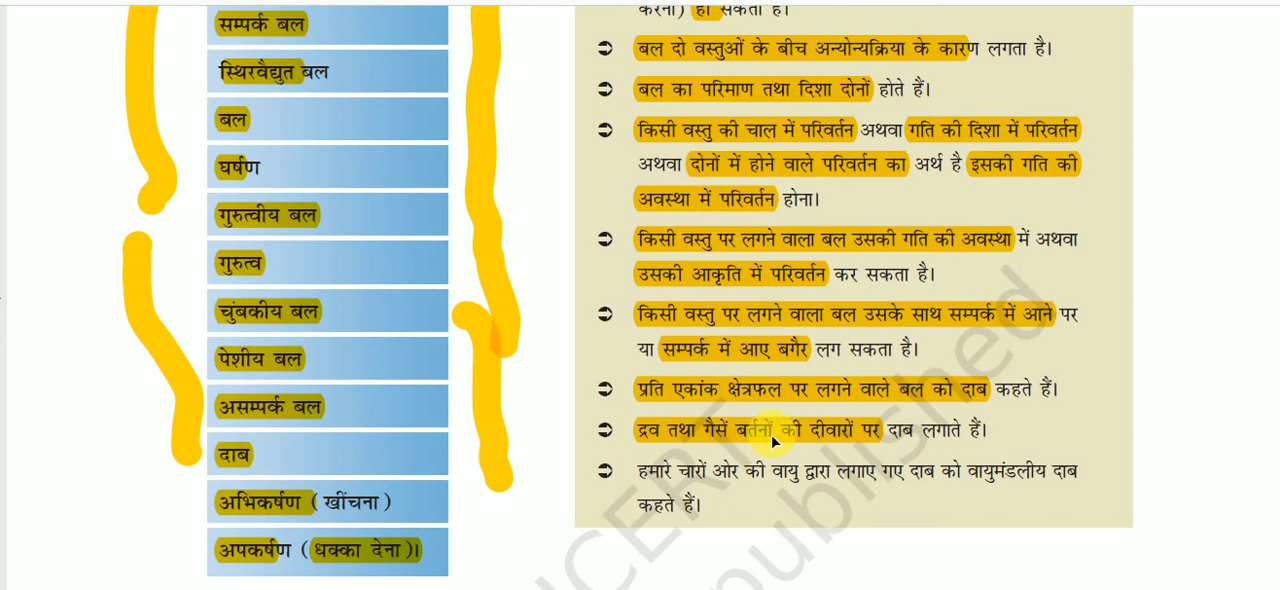 सम्पर्क बल
स्थिरवैद्युत बल
बल
घर्षण
गुरुत्वीय बल
गुरुत्व
चुंबकीय बल
पेशीय बल
असम्पर्क बल
दाब
अभिकर्षण (खींचना)
अपकर्षण (धक्का देना)।
करना) हो सकता है।
➲ बल दो वस्तुओं के बीच अन्योन्यक्रिया के कारण लगता है।
➲ बल का परिमाण तथा दिशा दोनों होते हैं।
➲ किसी वस्तु की चाल में परिवर्तन अथवा गति की दिशा में परिवर्तन
अथवा दोनों में होने वाले परिवर्तन का अर्थ है इसकी गति की
अवस्था में परिवर्तन होना।
➲ किसी वस्तु पर लगने वाला बल उसकी गति की अवस्था में अथवा
उसकी आकृति में परिवर्तन कर सकता है।
➲ किसी वस्तु पर लगने वाला बल उसके साथ सम्पर्क में आने पर
या सम्पर्क में आए बगैर लग सकता है।
➲ प्रति एकांक क्षेत्रफल पर लगने वाले बल को दाब कहते हैं।
➲ द्रव तथा गैसें बर्तनों की दीवारों पर दाब लगाते हैं।
➲ हमारे चारों ओर की वायु द्वारा लगाए गए दाब को वायुमंडलीय दाब
कहते हैं।
NCERT
published